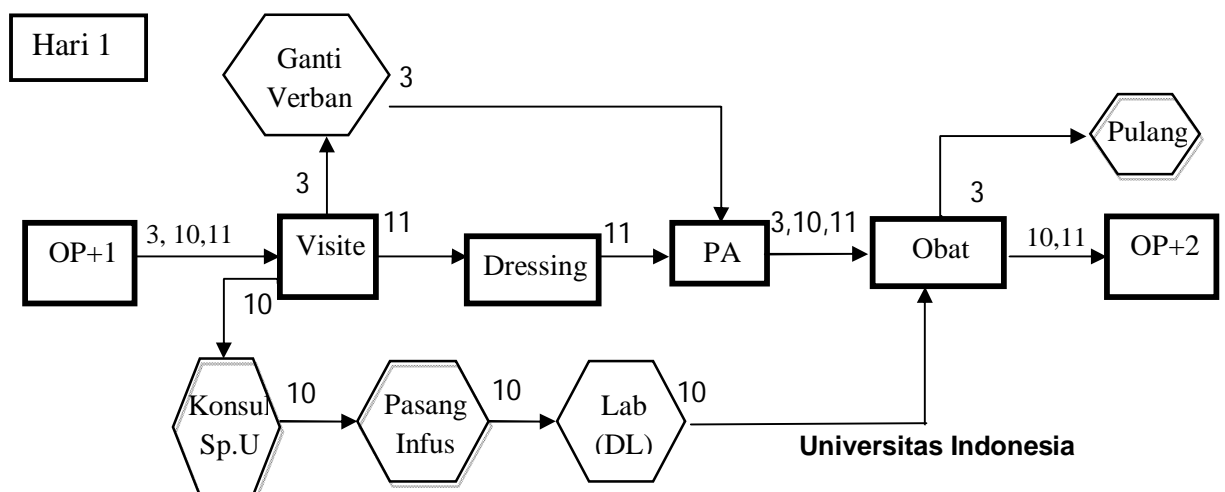 Hari 1
Ganti
Verban
3
Pulang
3
3
OP+1
3, 10,11
Visite
11
Dressing
11
PA
3,10,11
Obat
10,11
OP+2
10
Konsul
Sp.U
10
Pasang
Infus
10
Lab
(DL)
10
Universitas Indonesia